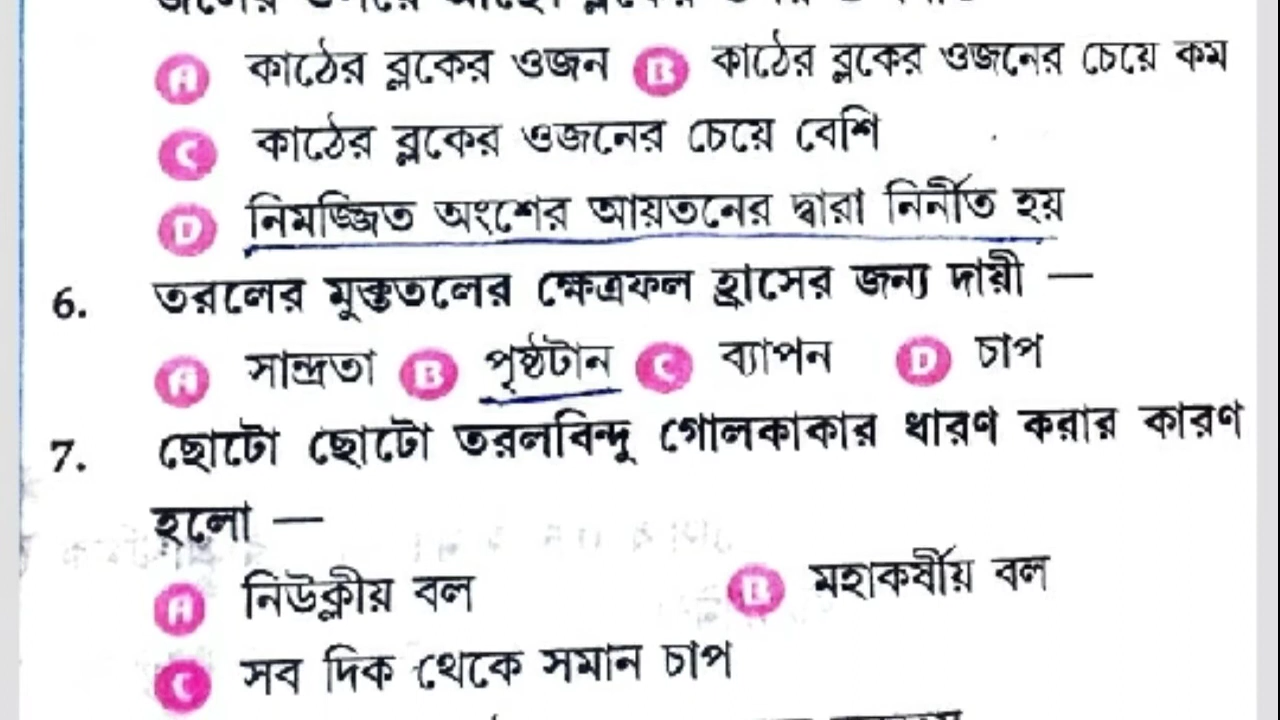 A কাঠের ব্লকের ওজন B কাঠের ব্লকের ওজনের চেয়ে কম
C কাঠের ব্লকের ওজনের চেয়ে বেশি
D নিমজ্জিত অংশের আয়তনের দ্বারা নির্নীত হয়
6. তরলের মুক্ততলের ক্ষেত্রফল হ্রাসের জন্য দায়ী —
A সান্দ্রতা B পৃষ্ঠটান C ব্যাপন D চাপ
7. ছোটো ছোটো তরলবিন্দু গোলকাকার ধারণ করার কারণ
হলো —
A নিউক্লীয় বল B মহাকর্ষীয় বল
C সব দিক থেকে সমান চাপ